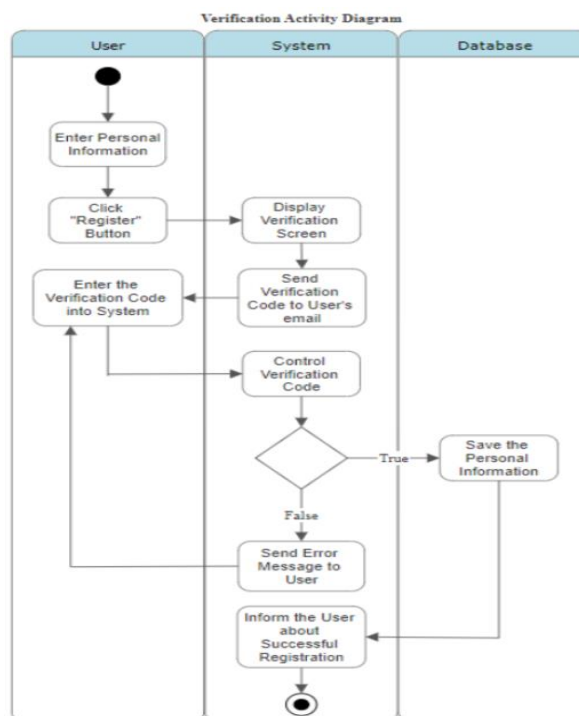 Verification Activity Diagram
User
System
Database
Enter Personal
Information
Click
"Register"
Button
Display
Verification
Screen
Send
Verification
Code to User's
email
Enter the
Verification Code
into System
Control
Verification
Code
True
Save the
Personal
Information
False
Send Error
Message to
User
Inform the User
about
Successful
Registration